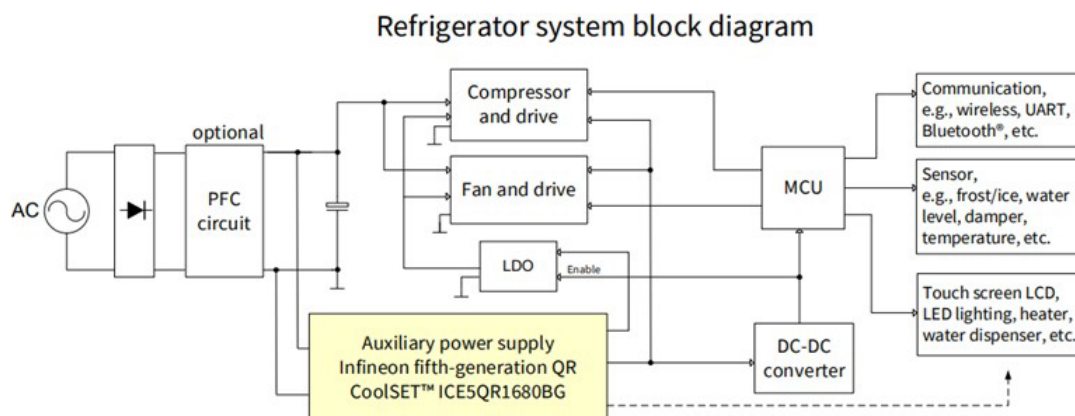 Refrigerator system block diagram
optional
AC
PFC
circuit
Compressor
and drive
Fan and drive
LDO
Enable
MCU
Communication,
e.g., wireless, UART,
Bluetooth®, etc.
Sensor,
e.g., frost/ice, water
level, damper,
temperature, etc.
Touch screen LCD,
LED lighting, heater,
water dispenser, etc.
DC-DC
converter
Auxiliary power supply
Infineon fifth-generation QR
CoolSET™ ICE5QR1680BG